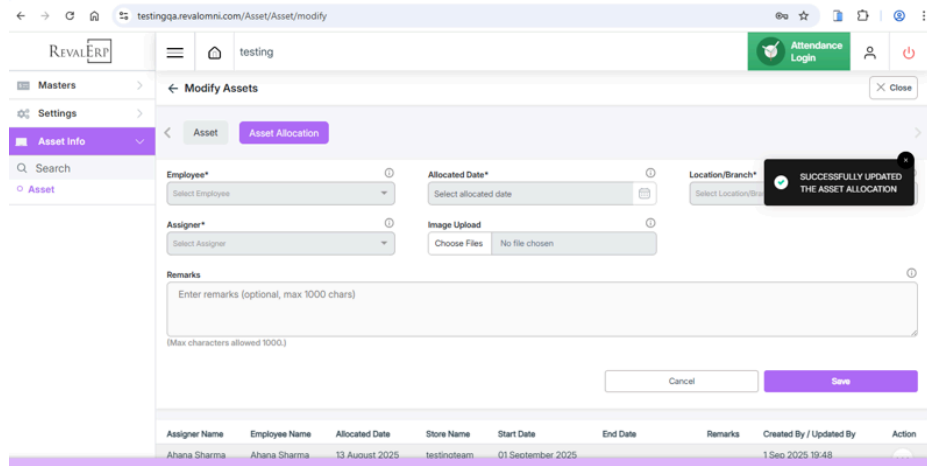 testingqa.revalomni.com/Asset/Asset/modify
REVALERP
testing
Attendance
Login
Masters
Modify Assets
Close
Settings
Asset Info
Asset
Asset Allocation
Search
Asset
Employee*
Allocated Date*
Location/Branch*
Select Employee
Select allocated date
Select Location/Bra
SUCCESSFULLY UPDATED
THE ASSET ALLOCATION
Assigner*
Image Upload
Select Assigner
Choose Files No file chosen
Remarks
Enter remarks (optional, max 1000 chars)
(Max characters allowed 1000.)
Cancel
Save
Assigner Name Employee Name Allocated Date Store Name Start Date End Date Remarks Created By / Updated By Action
Ahana Sharma Ahana Sharma 13 August 2025 testingteam 01 September 2025 1 Sep 2025 19:48